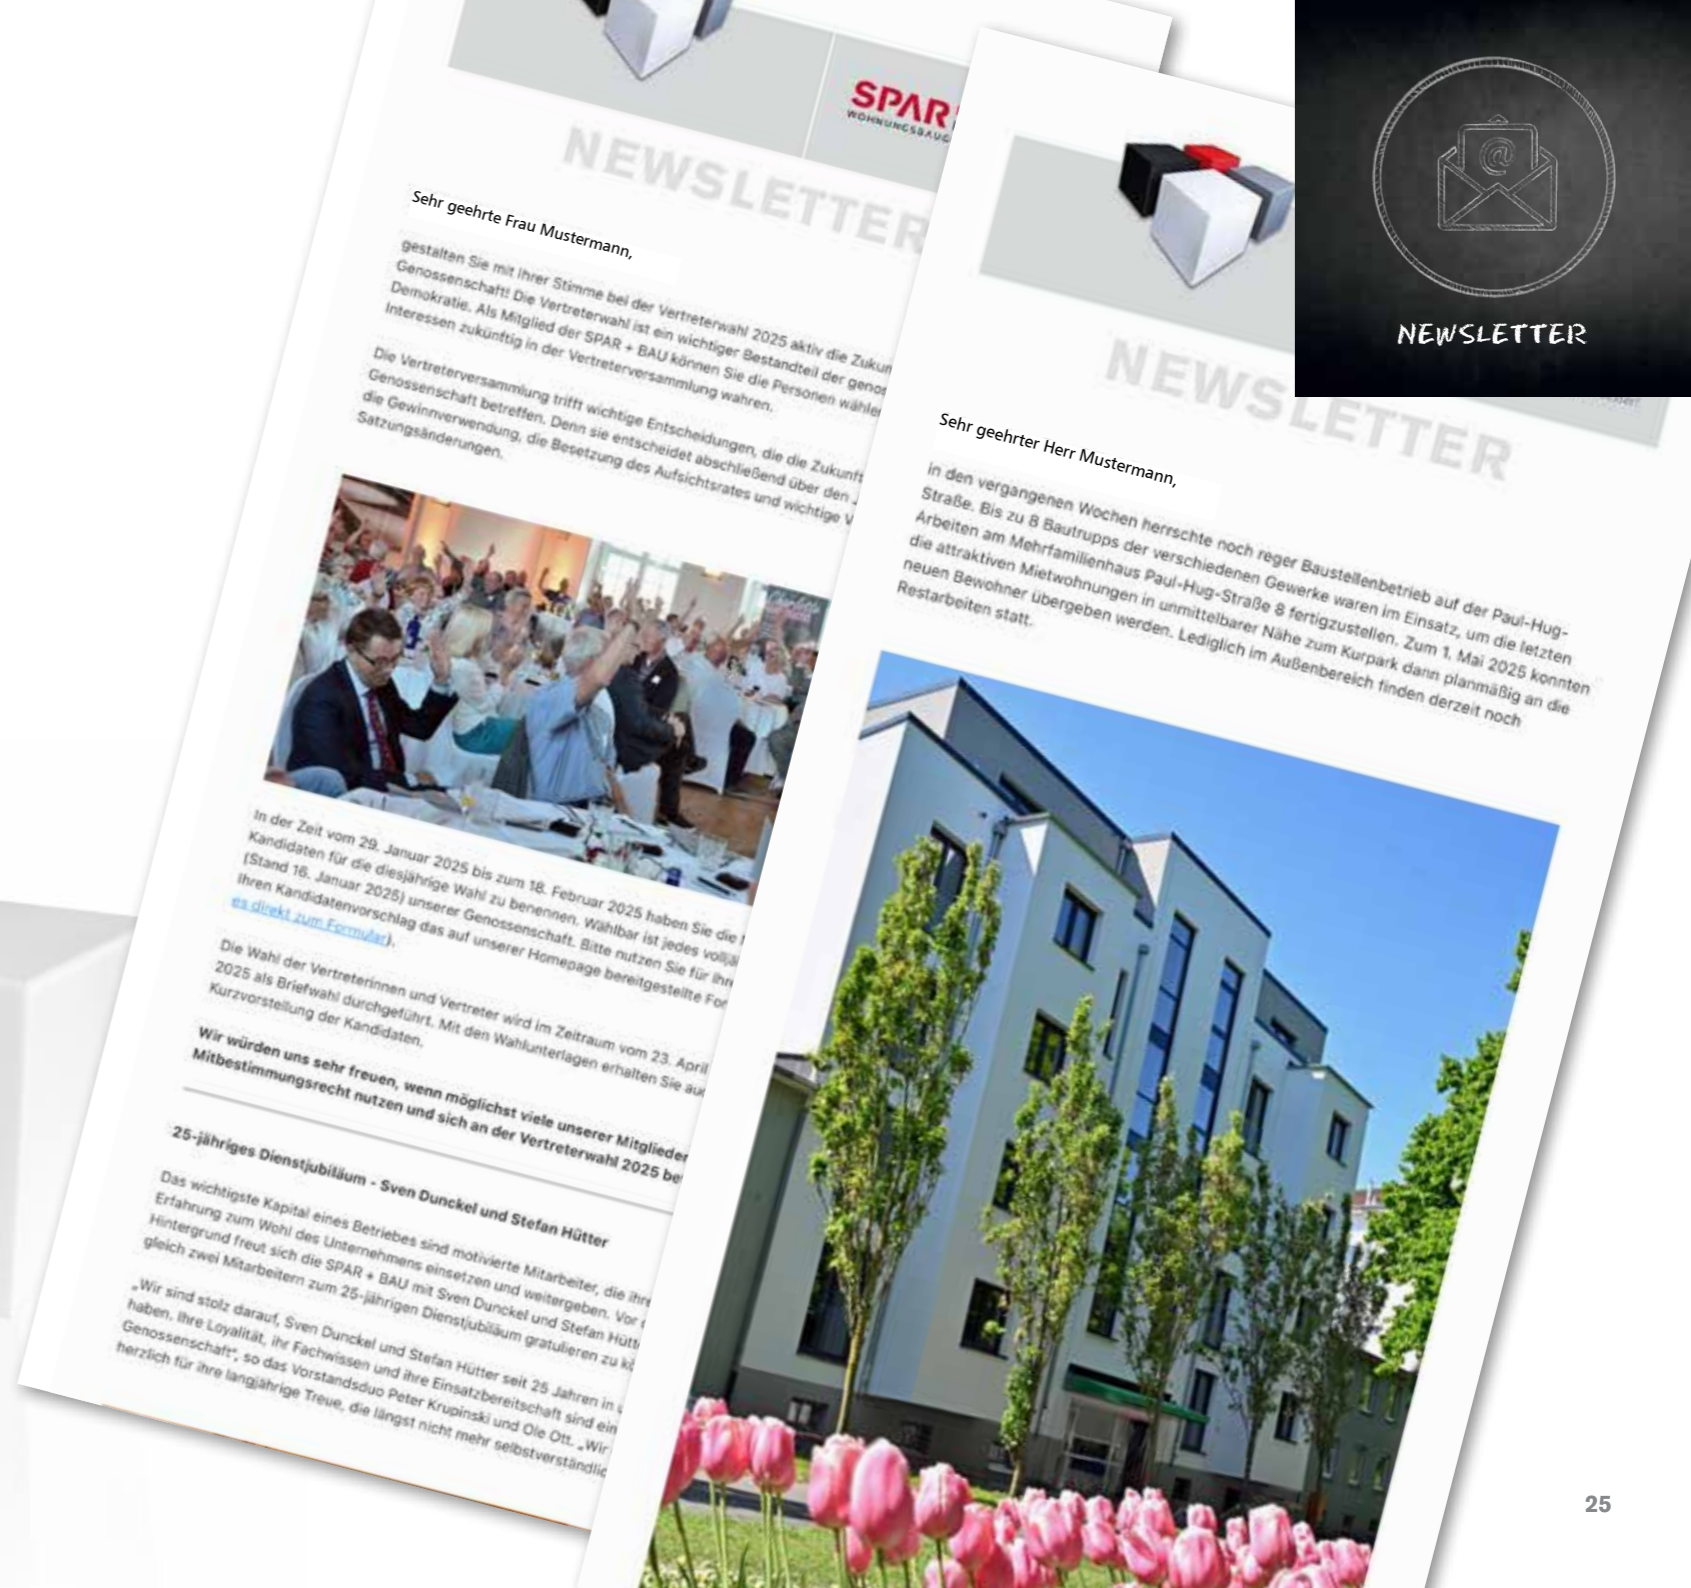 SPAR
WOHNUNGSBAUG
NEWSLETTER
Sehr geehrte Frau Mustermann,
gestalten Sie mit Ihrer Stimme bei der Vertreterwahl 2025 aktiv die Zukun
Genossenschaft! Die Vertreterwahl ist ein wichtiger Bestandteil der genos
Demokratie. Als Mitglied der SPAR + BAU können Sie die Personen wähle
Interessen zukünftig in der Vertreterversammlung wahren.
Die Vertreterversammlung trifft wichtige Entscheidungen, die die Zukunft
Genossenschaft betreffen. Denn sie entscheidet abschließend über den
die Gewinnverwendung, die Besetzung des Aufsichtsrates und wichtige V
Satzungsänderungen.
In der Zeit vom 29. Januar 2025 bis zum 18. Februar 2025 haben Sie die
Kandidaten für die diesjährige Wahl zu benennen. Wählbar ist jedes vollj
(Stand 16. Januar 2025) unserer Genossenschaft. Bitte nutzen Sie für Ihre
Ihren Kandidatenvorschlag das auf unserer Homepage bereitgestellte For
es direkt zum Formular).
Die Wahl der Vertreterinnen und Vertreter wird im Zeitraum vom 23. April
2025 als Briefwahl durchgeführt. Mit den Wahlunterlagen erhalten Sie auc
Kurzvorstellung der Kandidaten.
Wir würden uns sehr freuen, wenn möglichst viele unserer Mitglieder
Mitbestimmungsrecht nutzen und sich an der Vertreterwahl 2025 be
25-jähriges Dienstjubiläum - Sven Dunckel und Stefan Hütter
Das wichtigste Kapital eines Betriebes sind motivierte Mitarbeiter, die ihre
Erfahrung zum Wohl des Unternehmens einsetzen und weitergeben. Vor
Hintergrund freut sich die SPAR + BAU mit Sven Dunckel und Stefan Hütt
gleich zwei Mitarbeitern zum 25-jährigen Dienstjubiläum gratulieren zu k
„Wir sind stolz darauf, Sven Dunckel und Stefan Hütter seit 25 Jahren in
haben. Ihre Loyalität, ihr Fachwissen und ihre Einsatzbereitschaft sind ein
Genossenschaft“, so das Vorstandsduo Peter Krupinski und Ole Ott. „Wir
herzlich für ihre langjährige Treue, die längst nicht mehr selbstverständlic
NEWSLETTER
Sehr geehrter Herr Mustermann,
in den vergangenen Wochen herrschte noch reger Baustellenbetrieb auf der Paul-Hug-
Straße. Bis zu 8 Bautrupps der verschiedenen Gewerke waren im Einsatz, um die letzten
Arbeiten am Mehrfamilienhaus Paul-Hug-Straße 8 fertigzustellen. Zum 1. Mai 2025 konnten
die attraktiven Mietwohnungen in unmittelbarer Nähe zum Kurpark dann planmäßig an die
neuen Bewohner übergeben werden. Lediglich im Außenbereich finden derzeit noch
Restarbeiten statt.
@
NEWSLETTER
25